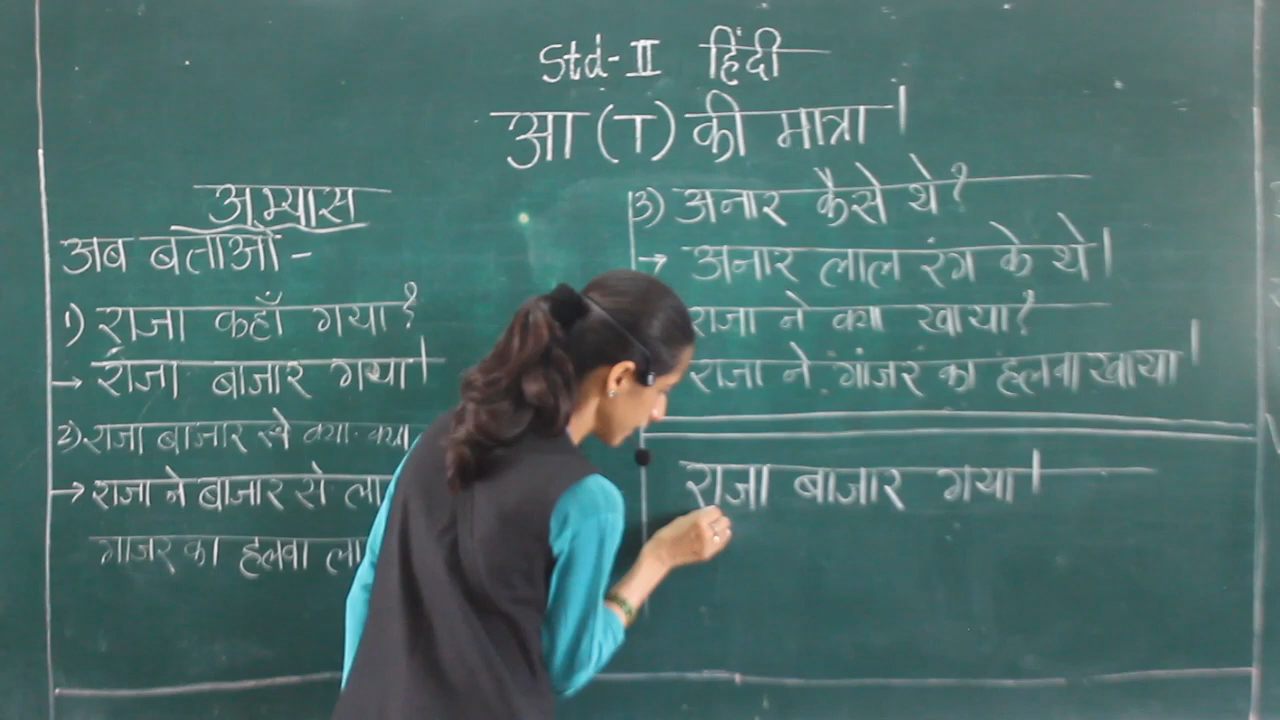 Std-II हिंदी
आ (ा) की मात्रा।
अभ्यास
अब बताओ -
1) राजा कहाँ गया?
→ राजा बाजार गया।
2) राजा बाजार से क्या-क्या
→ राजा ने बाजार से ला
गाजर का हलवा ला
3) अनार कैसे थे?
→ अनार लाल रंग के थे।
राजा ने क्या खाया?
राजा ने गांजर का हलवा खाया।
राजा बाजार गया।